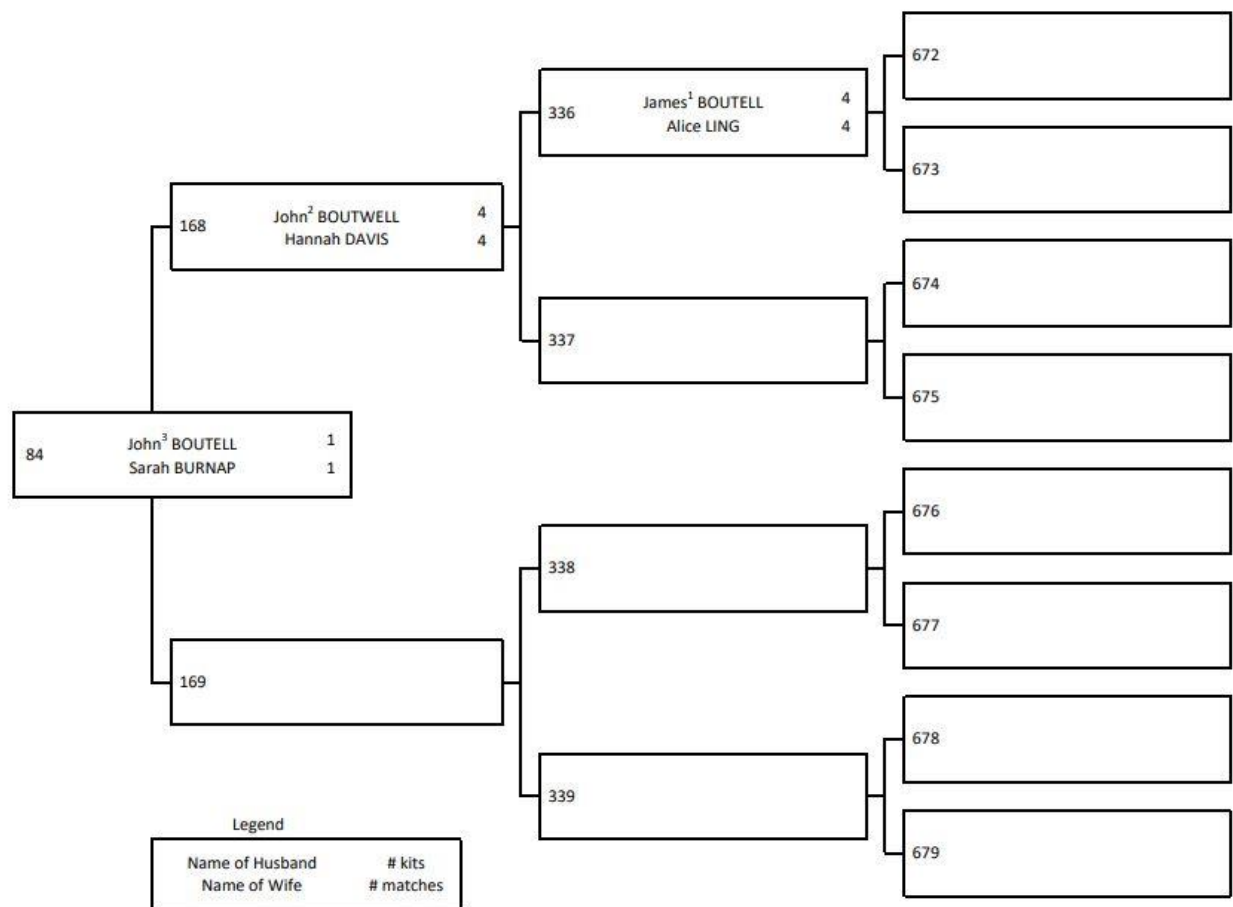 672
336 James¹ BOUTELL 4
Alice LING 4
673
168 John² BOUTWELL 4
Hannah DAVIS 4
674
337
675
84 John³ BOUTELL 1
Sarah BURNAP 1
676
338
677
169
678
339
679
Legend
Name of Husband # kits
Name of Wife # matches